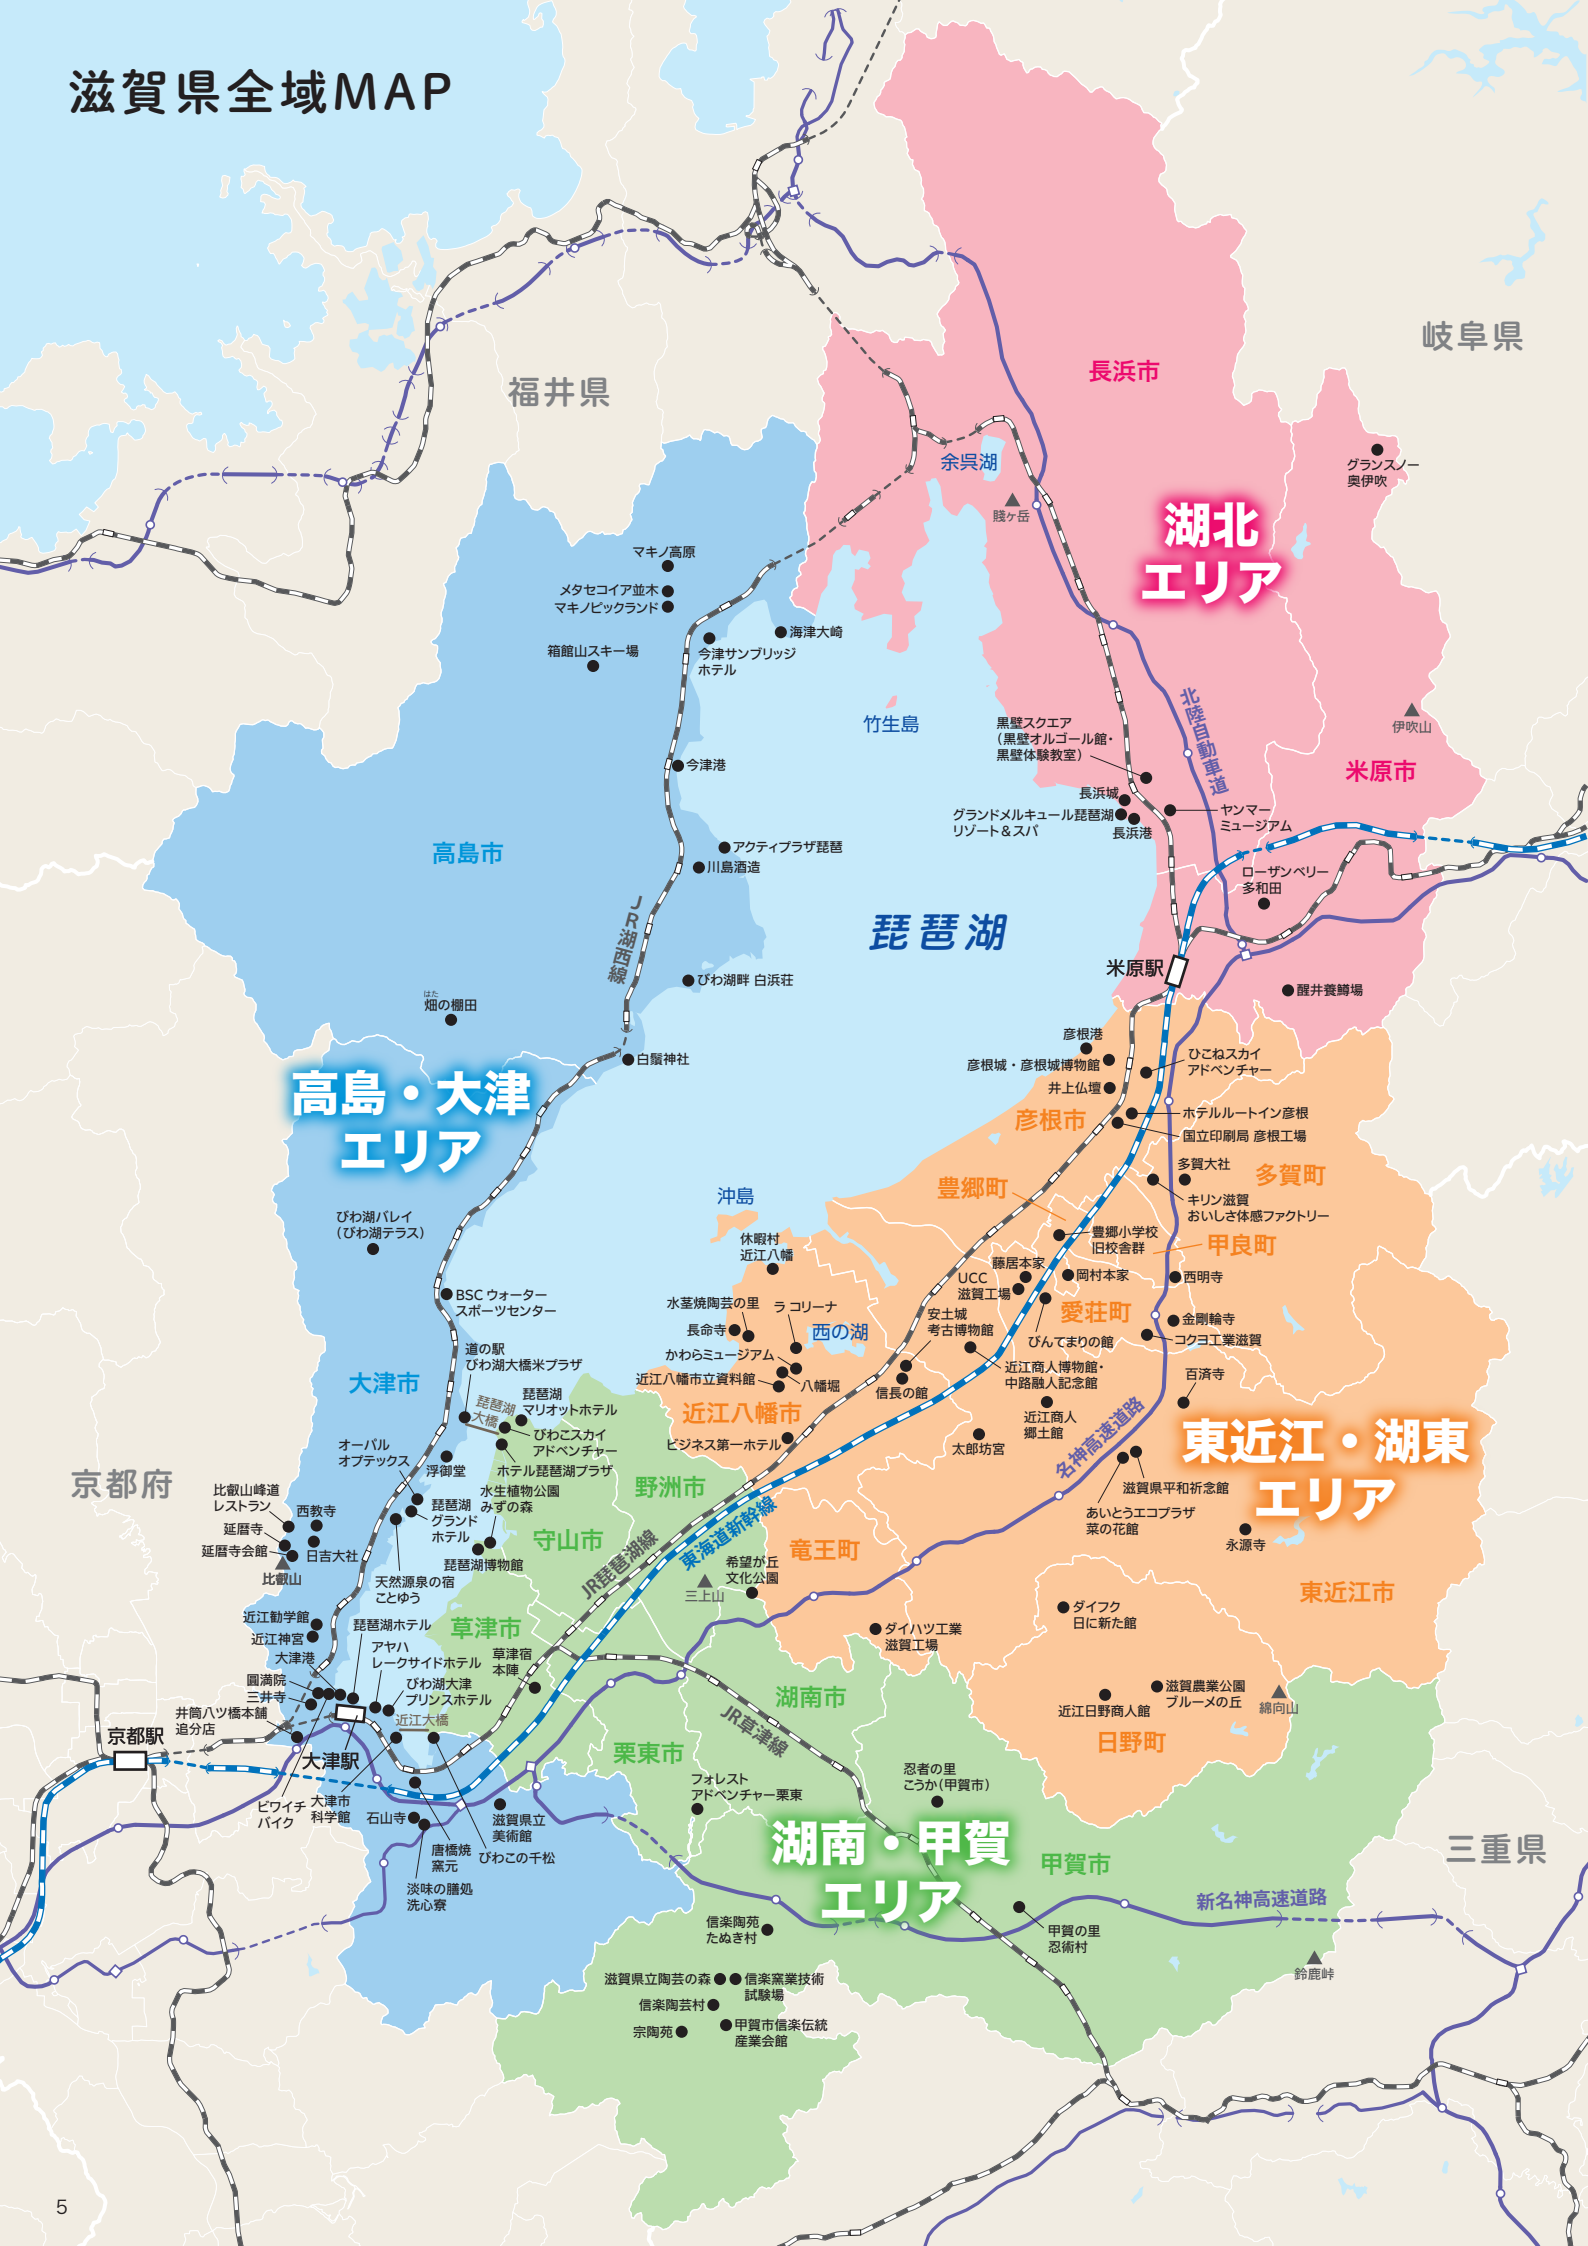 滋賀県全域MAP
福井県
岐阜県
京都府
三重県
湖北
エリア
長浜市
米原市
余呉湖
賤ヶ岳
グランスノー
奥伊吹
伊吹山
北陸自動車道
竹生島
黒壁スクエア
（黒壁オルゴール館・
黒壁体験教室）
長浜城
グランドメルキュール琵琶湖
リゾート＆スパ
長浜港
ヤンマー
ミュージアム
ローザンベリー
多和田
米原駅
醒井養鱒場
琵琶湖
マキノ高原
メタセコイア並木
マキノピックランド
海津大崎
今津サンブリッジ
ホテル
箱館山スキー場
今津港
高島市
アクティプラザ琵琶
川島酒造
JR湖西線
びわ湖畔 白浜荘
はた
畑の棚田
白鬚神社
高島・大津
エリア
びわ湖バレイ
（びわ湖テラス）
BSC ウォーター
スポーツセンター
道の駅
びわ湖大橋米プラザ
大津市
琵琶湖
大橋
琵琶湖
マリオットホテル
びわこスカイ
アドベンチャー
ホテル琵琶湖プラザ
オーパル
オプテックス
浮御堂
水生植物公園
みずの森
琵琶湖
グランド
ホテル
琵琶湖博物館
比叡山峰道
レストラン
西教寺
延暦寺
延暦寺会館
日吉大社
比叡山
天然源泉の宿
ことゆう
近江勧学館
近江神宮
琵琶湖ホテル
大津港
アヤハ
レークサイドホテル
圓満院
三井寺
びわ湖大津
プリンスホテル
井筒八ツ橋本舗
追分店
近江大橋
京都駅
大津駅
ビワイチ
バイク
大津市
科学館
石山寺
滋賀県立
美術館
唐橋焼
窯元
びわこの千松
淡味の膳処
洗心寮
彦根港
彦根城・彦根城博物館
井上仏壇
ひこねスカイ
アドベンチャー
彦根市
ホテルルートイン彦根
国立印刷局 彦根工場
多賀大社
多賀町
キリン滋賀
おいしさ体感ファクトリー
豊郷町
豊郷小学校
旧校舎群
甲良町
藤居本家
岡村本家
西明寺
UCC
滋賀工場
愛荘町
金剛輪寺
コクヨ工業滋賀
びんてまりの館
安土城
考古博物館
近江商人博物館・
中路融人記念館
百済寺
信長の館
近江商人
郷土館
太郎坊宮
名神高速道路
東近江・湖東
エリア
滋賀県平和祈念館
あいとうエコプラザ
菜の花館
永源寺
東近江市
沖島
休暇村
近江八幡
水茎焼陶芸の里
ラ コリーナ
長命寺
西の湖
かわらミュージアム
近江八幡市立資料館
八幡堀
近江八幡市
ビジネス第一ホテル
竜王町
ダイハツ工業
滋賀工場
ダイフク
日に新た館
滋賀農業公園
ブルーメの丘
近江日野商人館
綿向山
日野町
野洲市
守山市
JR琵琶湖線
東海道新幹線
希望が丘
文化公園
三上山
草津市
草津宿
本陣
湖南市
JR草津線
栗東市
フォレスト
アドベンチャー栗東
忍者の里
こうか（甲賀市）
湖南・甲賀
エリア
甲賀市
新名神高速道路
甲賀の里
忍術村
鈴鹿峠
信楽陶苑
たぬき村
滋賀県立陶芸の森
信楽窯業技術
試験場
信楽陶芸村
宗陶苑
甲賀市信楽伝統
産業会館
5